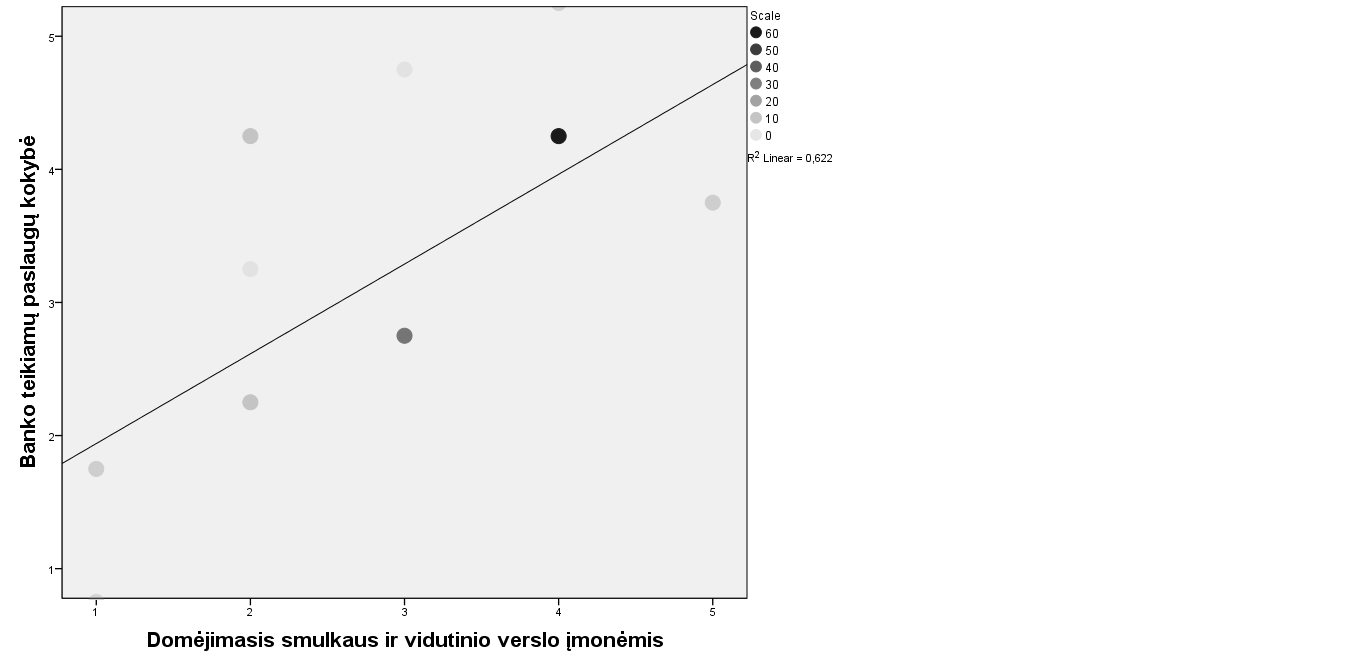 Scale
60
50
40
30
20
10
0
R² Linear = 0,622
Banko teikiamų paslaugų kokybė
5
4
3
2
1
1 2 3 4 5
Domėjimasis smulkaus ir vidutinio verslo įmonėmis